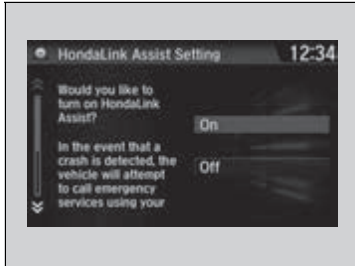 HondaLink Assist Setting
12:34
Would you like to
turn on HondaLink
Assist?
In the event that a
crash is detected, the
vehicle will attempt
to call emergency
services using your
On
Off